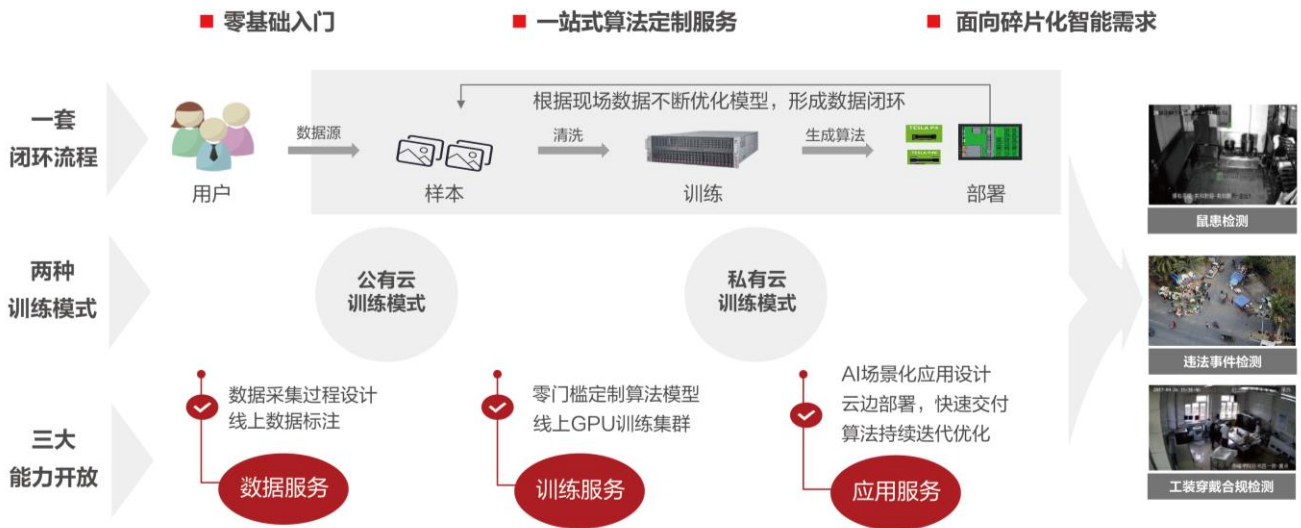 零基础入门
一站式算法定制服务
面向碎片化智能需求
一套
闭环流程
根据现场数据不断优化模型，形成数据闭环
数据源
清洗
生成算法
用户
样本
训练
部署
TESLA P4
鼠患检测
两种
训练模式
公有云
训练模式
私有云
训练模式
违法事件检测
三大
能力开放
数据采集过程设计
线上数据标注
数据服务
零门槛定制算法模型
线上GPU训练集群
训练服务
AI场景化应用设计
云边部署，快速交付
算法持续迭代优化
应用服务
工装穿戴合规检测